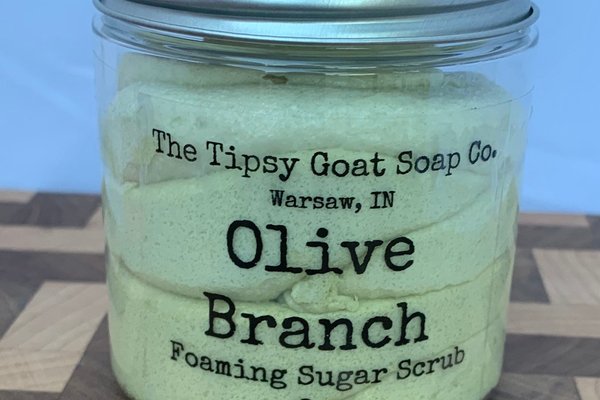 The Tipsy Goat Soap Co.
Warsaw, IN
Olive
Branch
Foaming Sugar Scrub